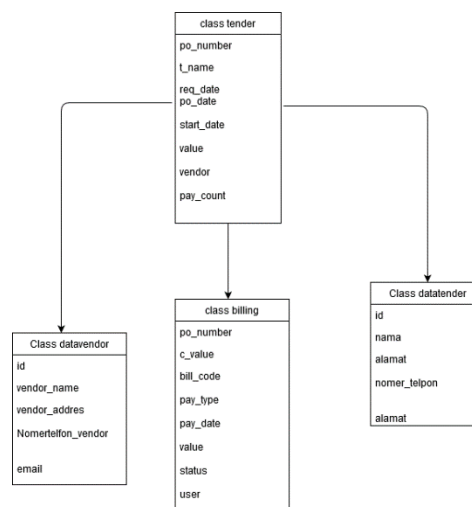 class tender
po_number
t_name
req_date
po_date
start_date
value
vendor
pay_count
Class datavendor
id
vendor_name
vendor_addres
Nomertelfon_vendor
email
class billing
po_number
c_value
bill_code
pay_type
pay_date
value
status
user
Class datatender
id
nama
alamat
nomer_telpon
alamat